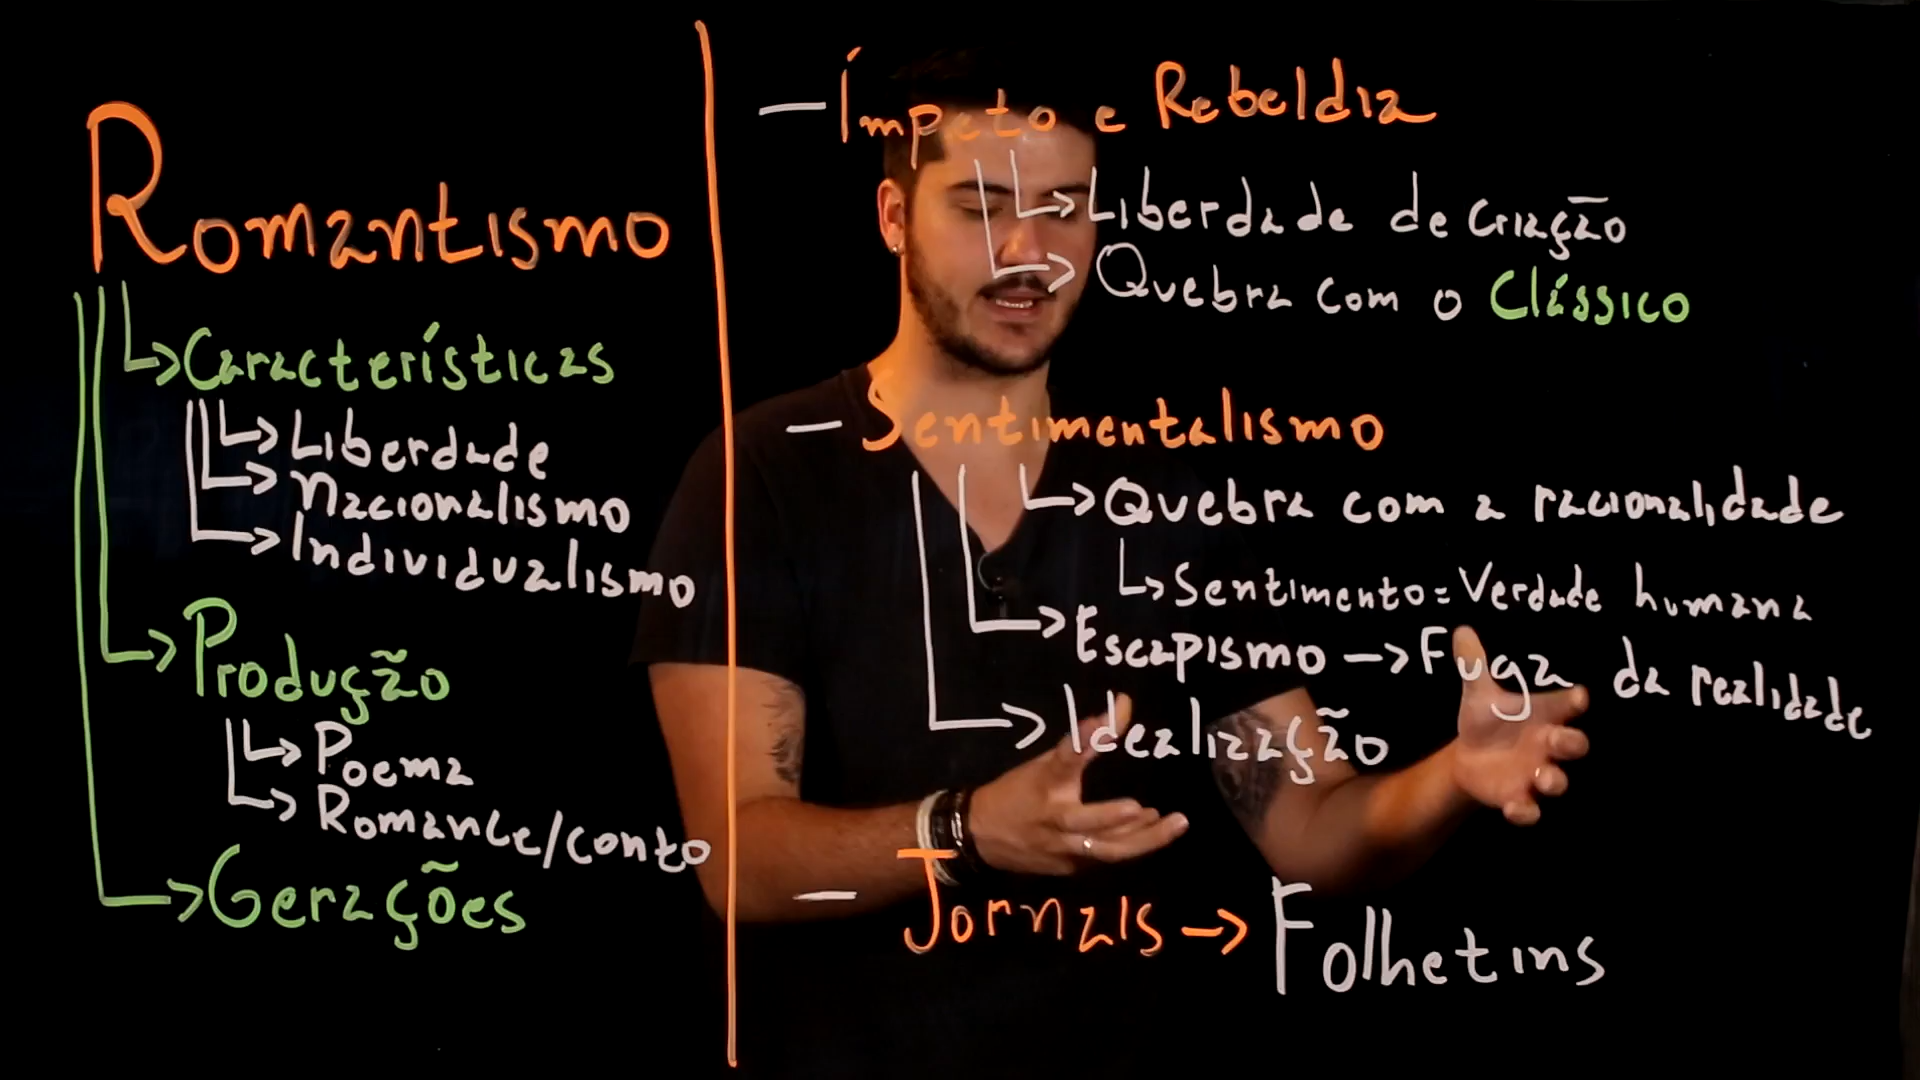 Romantismo
Características
Liberdade
Nacionalismo
Individualismo
Produção
Poema
Romance/conto
Gerações
- Ímpeto e Rebeldia
Liberdade de criação
Quebra com o Clássico
- Sentimentalismo
Quebra com a racionalidade
Sentimento = Verdade humana
Escapismo → Fuga da realidade
Idealização
- Jornais → Folhetins